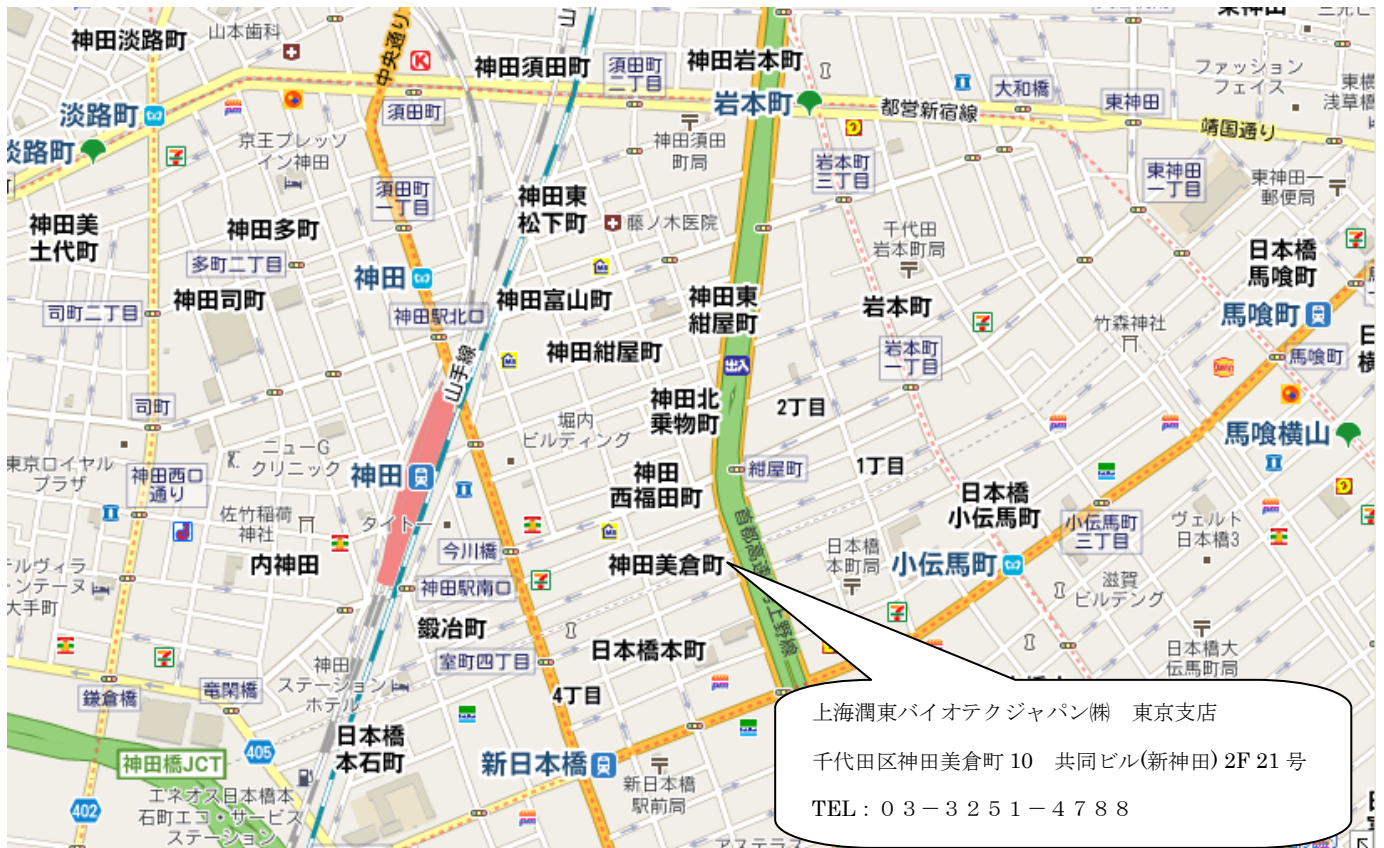 山本歯科
神田淡路町
中央通り
神田須田町
須田町
二丁目
神田岩本町
東神田
ファッション
フェイス
大和橋
東神田
淡路町
須田町
岩本町
都営新宿線
靖国通り
淡路町
京王プレッソ
イン神田
神田須田
町局
岩本町
三丁目
東神田
一丁目
東神田一
郵便局
須田町
一丁目
神田東
松下町
藤ノ木医院
千代田
岩本町局
神田美
土代町
神田多町
多町二丁目
日本橋
馬喰町
神田
神田司町
司町二丁目
神田駅北口
神田富山町
神田東
紺屋町
岩本町
竹森神社
馬喰町
山手線
神田紺屋町
出入
岩本町
一丁目
馬喰町
司町
神田北
乗物町
2丁目
堀内
ビルディング
馬喰横山
ニューG
クリニック
東京ロイヤル
プラザ
神田西口
通り
神田
神田
西福田町
紺屋町
1丁目
日本橋
小伝馬町
小伝馬町
三丁目
ヴェルト
日本橋3
佐竹稲荷
神社
タイトー
今川橋
首都高速
上野線
日本橋
本町局
小伝馬町
内神田
神田美倉町
神田駅南口
滋賀
ビルテング
大手町
鍛冶町
室町四丁目
日本橋本町
日本橋大
伝馬町局
神田
ステーション
ホテル
鎌倉橋
竜閑橋
4丁目
日本橋
本石町
405
神田橋JCT
新日本橋
新日本橋
駅前局
402
エネオス日本橋本
石町エコ・サービス
ステーション
アステラス
上海潤東バイオテクジャパン㈱　東京支店
千代田区神田美倉町 10　共同ビル(新神田) 2F 21 号
TEL：０３－３２５１－４７８８